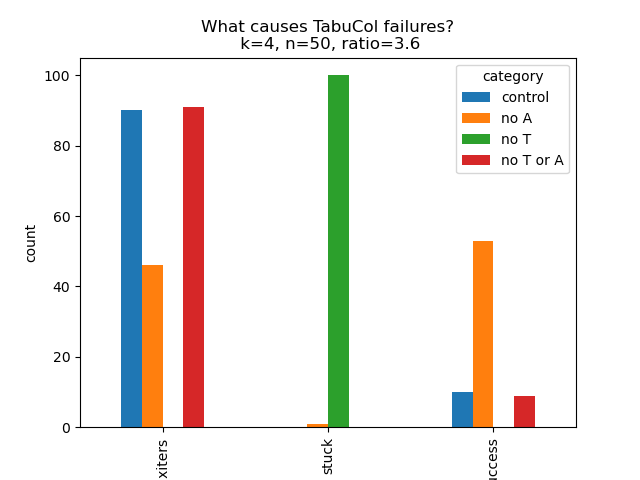 What causes TabuCol failures?
k=4, n=50, ratio=3.6
category
control
no A
no T
no T or A
count
100
80
60
40
20
0
xiters
stuck
uccess